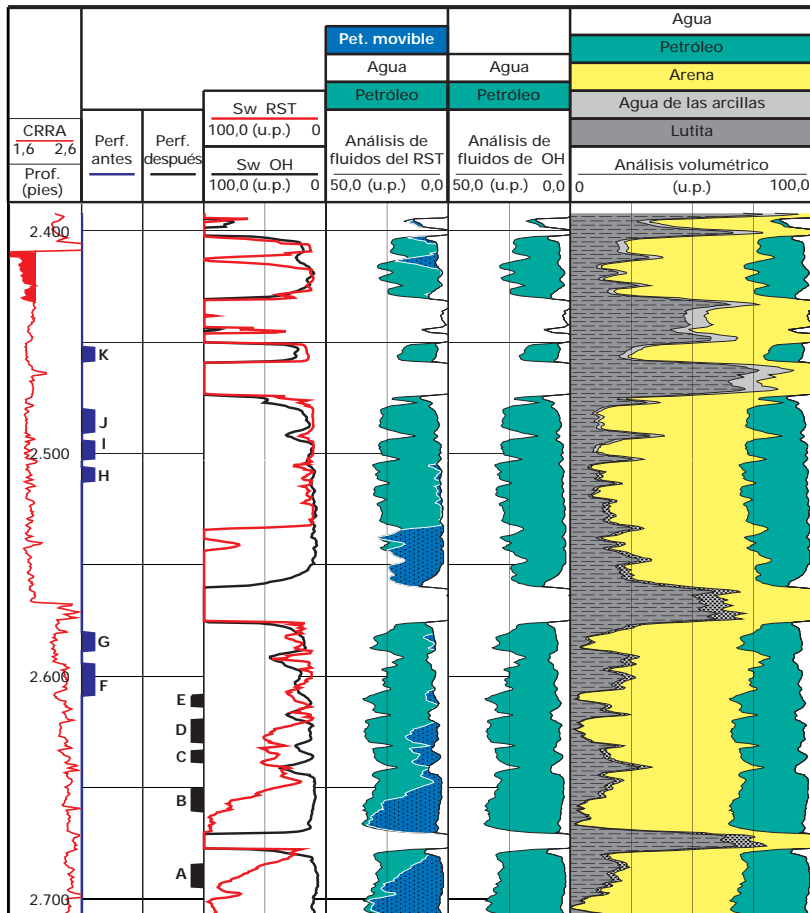 CRRA
1,6 2,6
Prof.
(pies)
Perf.
antes
Perf.
después
Sw RST
100,0 (u.p.) 0
Sw OH
100,0 (u.p.) 0
Pet. movible
Agua
Petróleo
Análisis de
fluidos del RST
50,0 (u.p.) 0,0
Agua
Petróleo
Análisis de
fluidos de OH
50,0 (u.p.) 0,0
Agua
Petróleo
Arena
Agua de las arcillas
Lutita
Análisis volumétrico
0 (u.p.) 100,0
2.400
K
J
I
2.500
H
G
2.600
F
E
D
C
B
A
2.700